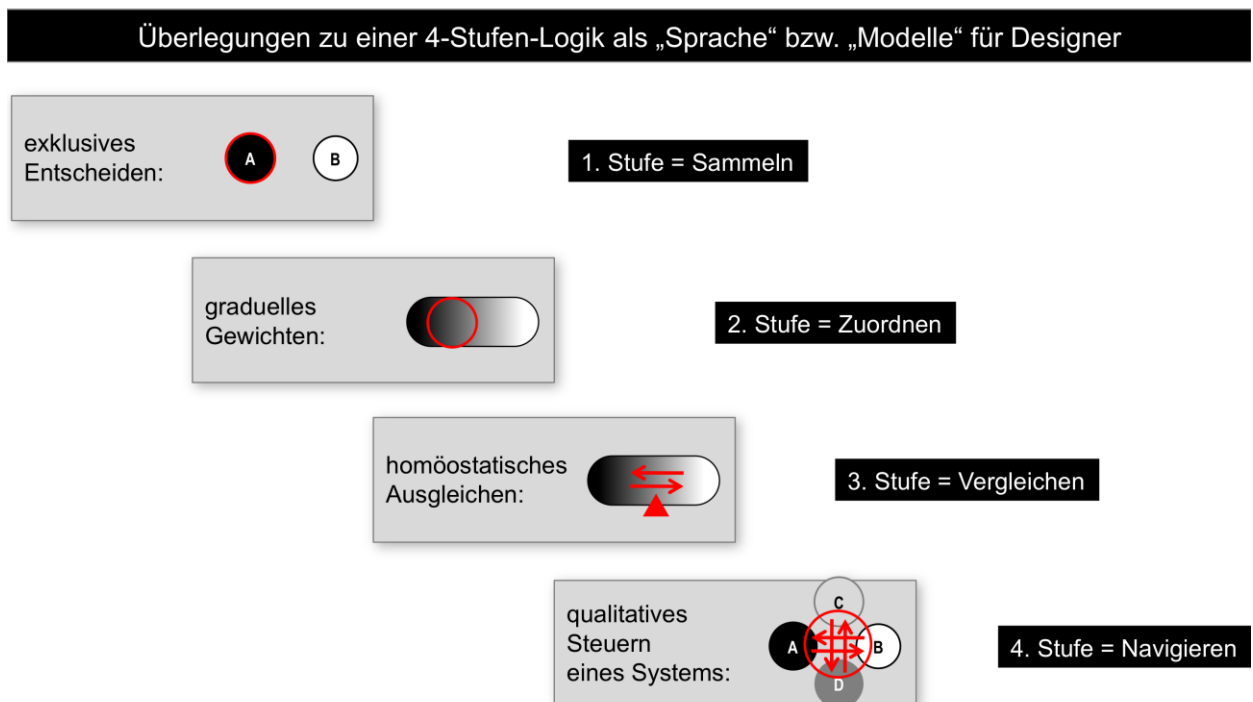 Überlegungen zu einer 4-Stufen-Logik als „Sprache“ bzw. „Modelle“ für Designer
exklusives
Entscheiden:
A
B
1. Stufe = Sammeln
graduelles
Gewichten:
2. Stufe = Zuordnen
homöostatisches
Ausgleichen:
3. Stufe = Vergleichen
qualitatives
Steuern
eines Systems:
C
A
B
D
4. Stufe = Navigieren